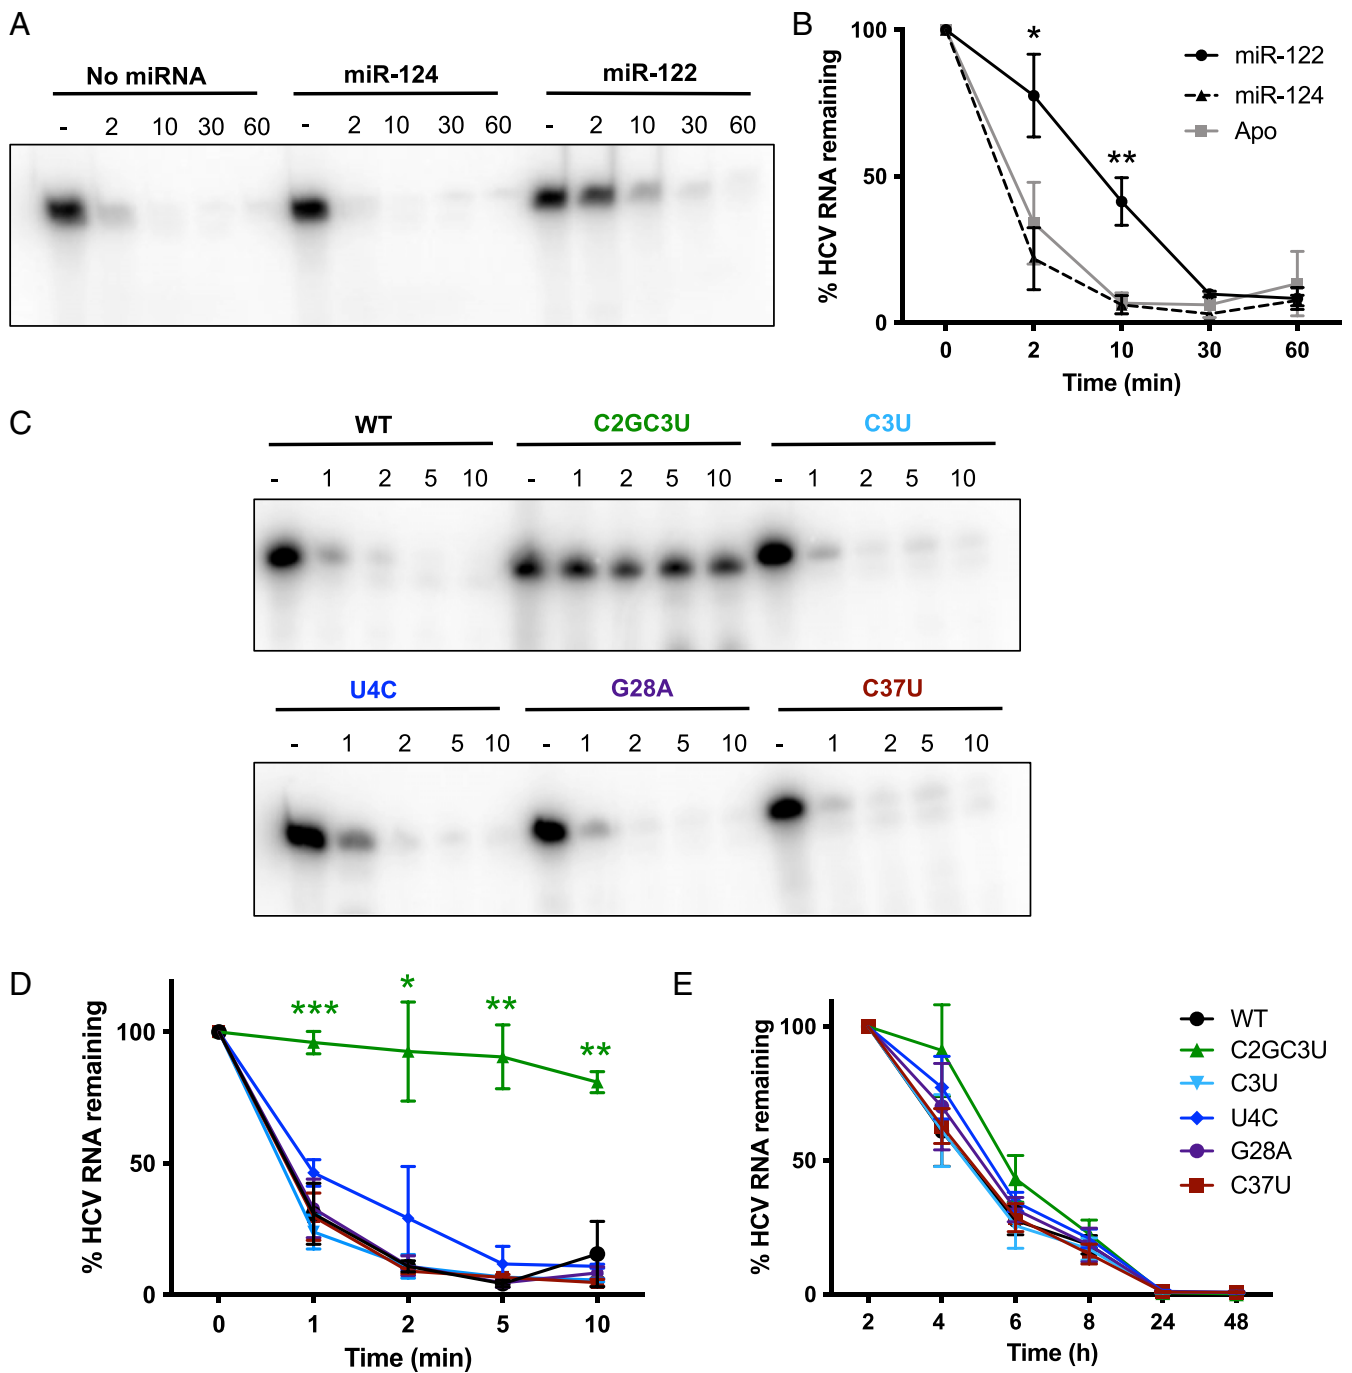 A
No miRNA miR-124 miR-122
- 2 10 30 60 - 2 10 30 60 - 2 10 30 60
B
% HCV RNA remaining
100
50
0
* **
miR-122
miR-124
Apo
0 2 10 30 60
Time (min)
C
WT C2GC3U C3U
- 1 2 5 10 - 1 2 5 10 - 1 2 5 10
U4C G28A C37U
- 1 2 5 10 - 1 2 5 10 - 1 2 5 10
D
% HCV RNA remaining
100
50
0
*** * ** **
0 1 2 5 10
Time (min)
E
% HCV RNA remaining
100
50
0
WT
C2GC3U
C3U
U4C
G28A
C37U
2 4 6 8 24 48
Time (h)